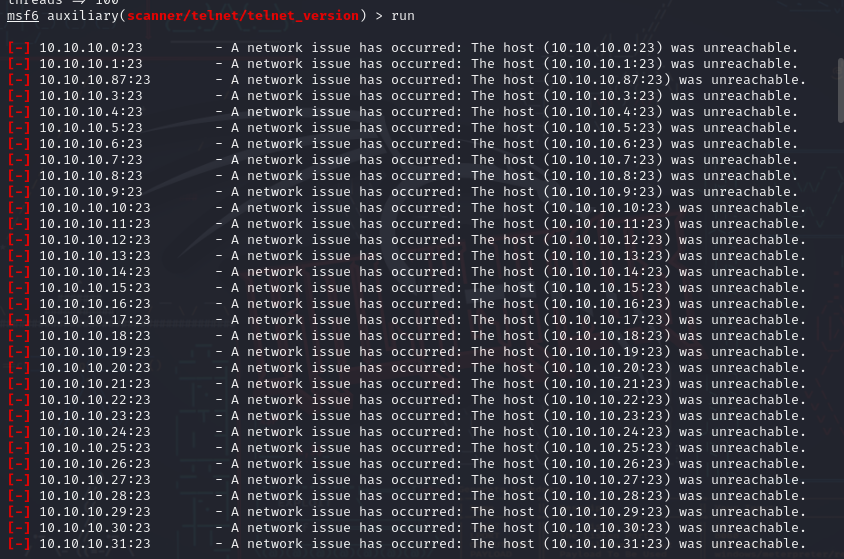 threads => 100
msf6 auxiliary(scanner/telnet/telnet_version) > run
[-] 10.10.10.0:23 - A network issue has occurred: The host (10.10.10.0:23) was unreachable.
[-] 10.10.10.1:23 - A network issue has occurred: The host (10.10.10.1:23) was unreachable.
[-] 10.10.10.87:23 - A network issue has occurred: The host (10.10.10.87:23) was unreachable.
[-] 10.10.10.3:23 - A network issue has occurred: The host (10.10.10.3:23) was unreachable.
[-] 10.10.10.4:23 - A network issue has occurred: The host (10.10.10.4:23) was unreachable.
[-] 10.10.10.5:23 - A network issue has occurred: The host (10.10.10.5:23) was unreachable.
[-] 10.10.10.6:23 - A network issue has occurred: The host (10.10.10.6:23) was unreachable.
[-] 10.10.10.7:23 - A network issue has occurred: The host (10.10.10.7:23) was unreachable.
[-] 10.10.10.8:23 - A network issue has occurred: The host (10.10.10.8:23) was unreachable.
[-] 10.10.10.9:23 - A network issue has occurred: The host (10.10.10.9:23) was unreachable.
[-] 10.10.10.10:23 - A network issue has occurred: The host (10.10.10.10:23) was unreachable.
[-] 10.10.10.11:23 - A network issue has occurred: The host (10.10.10.11:23) was unreachable.
[-] 10.10.10.12:23 - A network issue has occurred: The host (10.10.10.12:23) was unreachable.
[-] 10.10.10.13:23 - A network issue has occurred: The host (10.10.10.13:23) was unreachable.
[-] 10.10.10.14:23 - A network issue has occurred: The host (10.10.10.14:23) was unreachable.
[-] 10.10.10.15:23 - A network issue has occurred: The host (10.10.10.15:23) was unreachable.
[-] 10.10.10.16:23 - A network issue has occurred: The host (10.10.10.16:23) was unreachable.
[-] 10.10.10.17:23 - A network issue has occurred: The host (10.10.10.17:23) was unreachable.
[-] 10.10.10.18:23 - A network issue has occurred: The host (10.10.10.18:23) was unreachable.
[-] 10.10.10.19:23 - A network issue has occurred: The host (10.10.10.19:23) was unreachable.
[-] 10.10.10.20:23 - A network issue has occurred: The host (10.10.10.20:23) was unreachable.
[-] 10.10.10.21:23 - A network issue has occurred: The host (10.10.10.21:23) was unreachable.
[-] 10.10.10.22:23 - A network issue has occurred: The host (10.10.10.22:23) was unreachable.
[-] 10.10.10.23:23 - A network issue has occurred: The host (10.10.10.23:23) was unreachable.
[-] 10.10.10.24:23 - A network issue has occurred: The host (10.10.10.24:23) was unreachable.
[-] 10.10.10.25:23 - A network issue has occurred: The host (10.10.10.25:23) was unreachable.
[-] 10.10.10.26:23 - A network issue has occurred: The host (10.10.10.26:23) was unreachable.
[-] 10.10.10.27:23 - A network issue has occurred: The host (10.10.10.27:23) was unreachable.
[-] 10.10.10.28:23 - A network issue has occurred: The host (10.10.10.28:23) was unreachable.
[-] 10.10.10.29:23 - A network issue has occurred: The host (10.10.10.29:23) was unreachable.
[-] 10.10.10.30:23 - A network issue has occurred: The host (10.10.10.30:23) was unreachable.
[-] 10.10.10.31:23 - A network issue has occurred: The host (10.10.10.31:23) was unreachable.